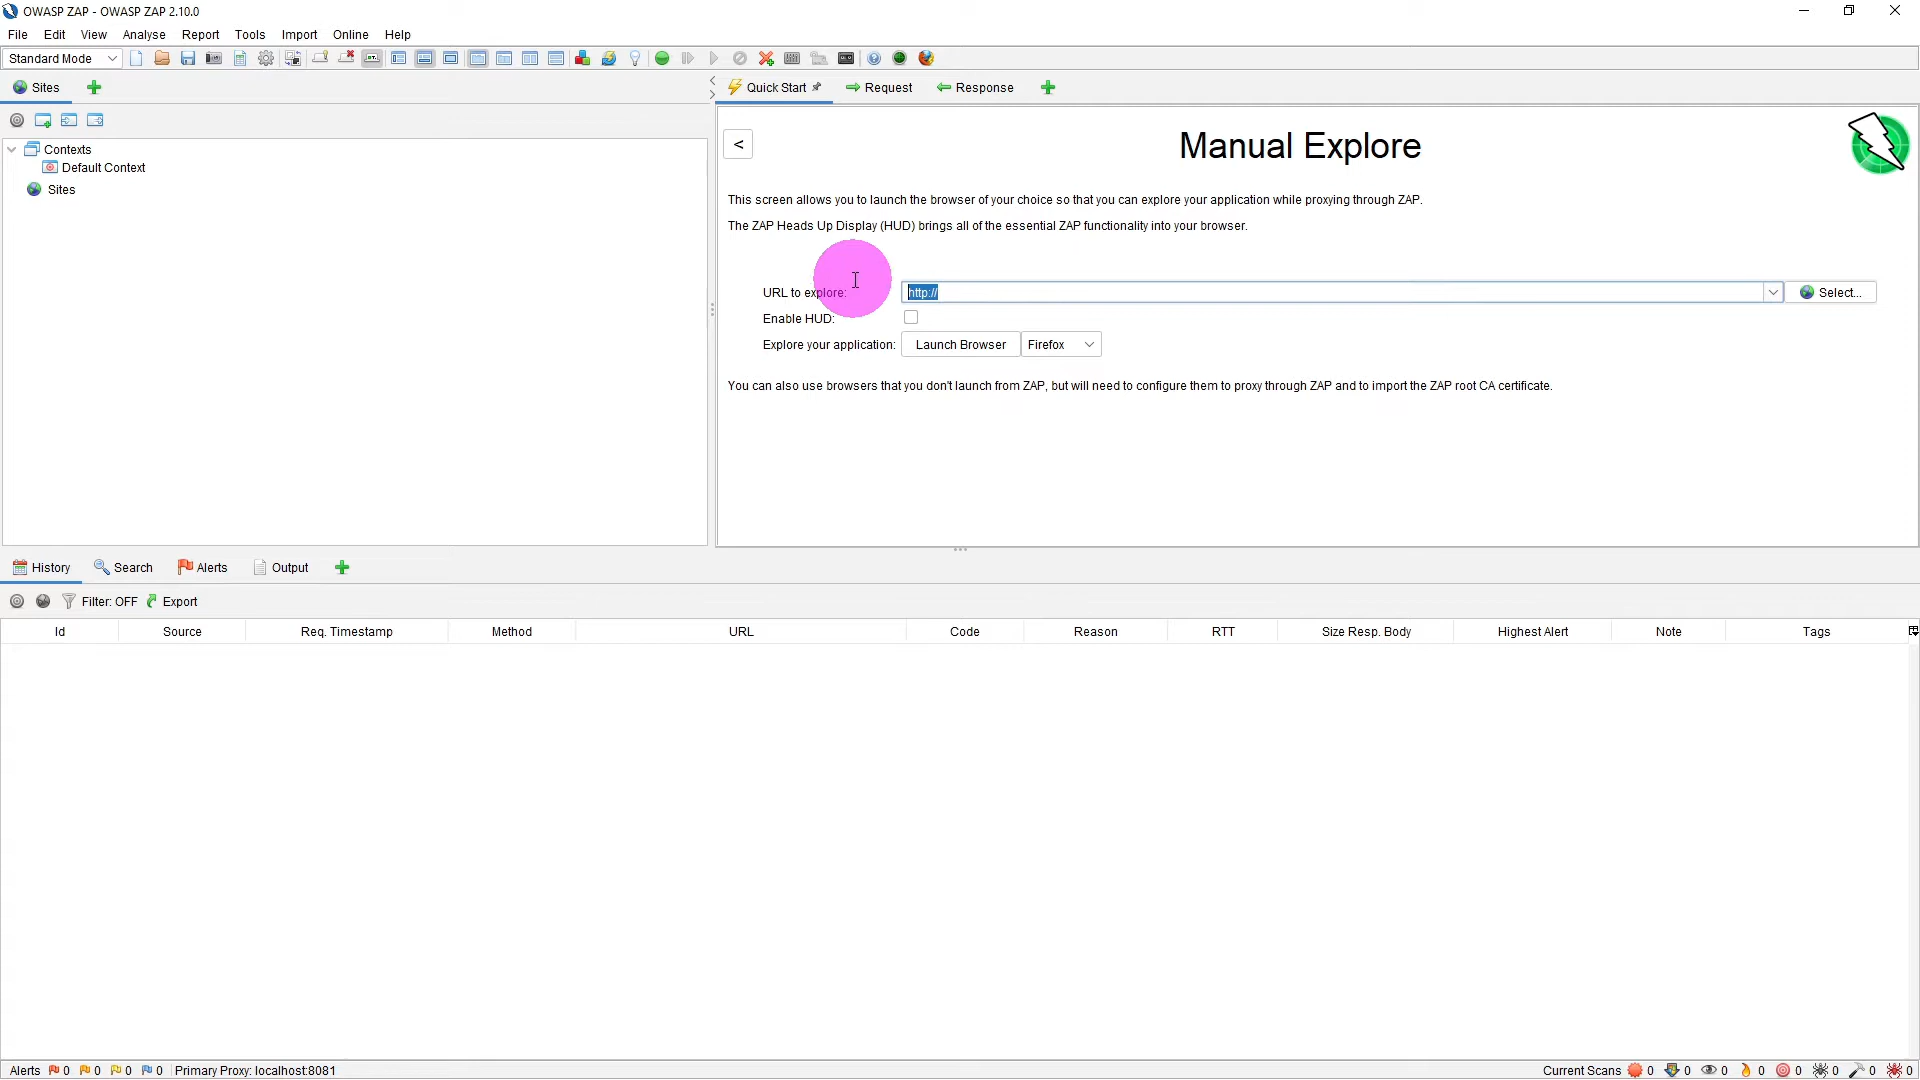 OWASP ZAP - OWASP ZAP 2.10.0
File Edit View Analyse Report Tools Import Online Help
Standard Mode
Sites
Quick Start Request Response
Contexts
Default Context
Sites
<
Manual Explore
This screen allows you to launch the browser of your choice so that you can explore your application while proxying through ZAP.
The ZAP Heads Up Display (HUD) brings all of the essential ZAP functionality into your browser.
URL to explore: http:// Select...
Enable HUD:
Explore your application: Launch Browser Firefox
You can also use browsers that you don't launch from ZAP, but will need to configure them to proxy through ZAP and to import the ZAP root CA certificate.
History Search Alerts Output
Filter: OFF Export
Id Source Req. Timestamp Method URL Code Reason RTT Size Resp. Body Highest Alert Note Tags
Alerts 0 0 0 0 Primary Proxy: localhost:8081 Current Scans 0 0 0 0 0 0 0 0